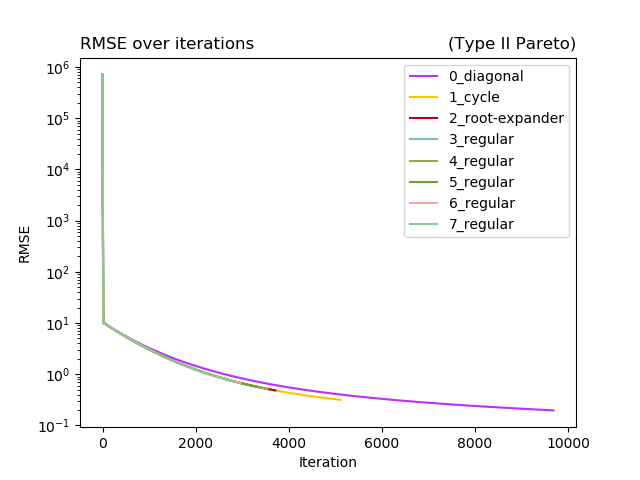 RMSE over iterations (Type II Pareto)
10^6
10^5
10^4
10^3
10^2
10^1
10^0
10^−1
RMSE
0_diagonal
1_cycle
2_root-expander
3_regular
4_regular
5_regular
6_regular
7_regular
0 2000 4000 6000 8000 10000
Iteration